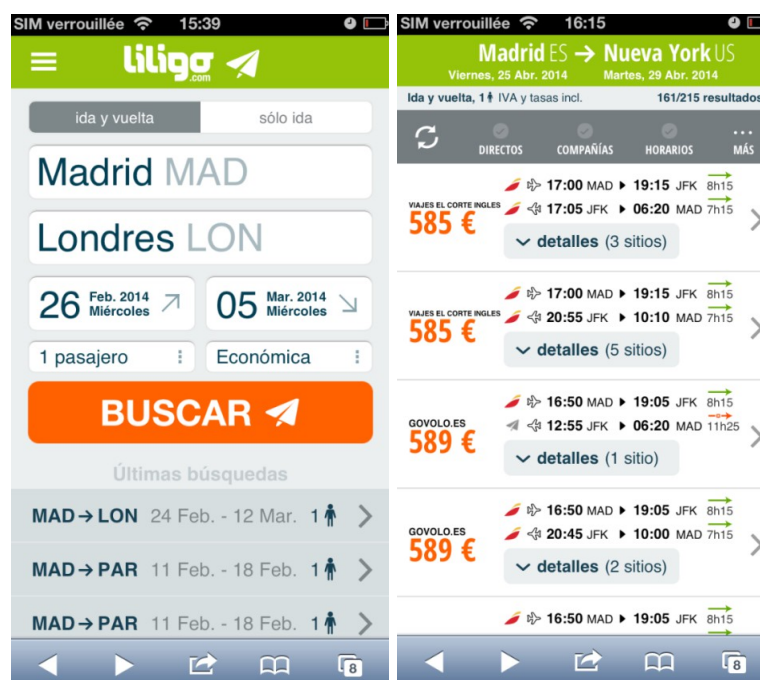 SIM verrouillée 15:39
liligo
.com
ida y vuelta sólo ida
Madrid MAD
Londres LON
26 Feb. 2014 Miércoles 05 Mar. 2014 Miércoles
1 pasajero Económica
BUSCAR
Últimas búsquedas
MAD→LON 24 Feb. - 12 Mar. 1
MAD→PAR 11 Feb. - 18 Feb. 1
MAD→PAR 11 Feb. - 18 Feb. 1
8
SIM verrouillée 16:15
Madrid ES → Nueva York US
Viernes, 25 Abr. 2014 Martes, 29 Abr. 2014
Ida y vuelta, 1 IVA y tasas incl. 161/215 resultados
DIRECTOS COMPAÑÍAS HORARIOS MÁS
17:00 MAD 19:15 JFK 8h15
VIAJES EL CORTE INGLES
585 €
17:05 JFK 06:20 MAD 7h15
detalles (3 sitios)
17:00 MAD 19:15 JFK 8h15
VIAJES EL CORTE INGLES
585 €
20:55 JFK 10:10 MAD 7h15
detalles (5 sitios)
16:50 MAD 19:05 JFK 8h15
GOVOLO.ES
589 €
12:55 JFK 06:20 MAD 11h25
detalles (1 sitio)
16:50 MAD 19:05 JFK 8h15
GOVOLO.ES
589 €
20:45 JFK 10:00 MAD 7h15
detalles (2 sitios)
16:50 MAD 19:05 JFK 8h15
8